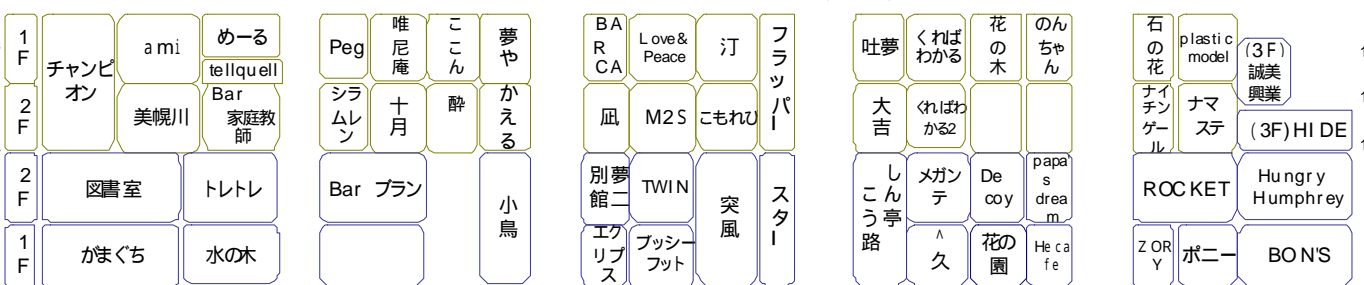 1F
チャンピオン
ami
めーる
tellquell
2F
美幌川
Bar 家庭教師
2F
図書室
トレトレ
1F
がまぐち
水の木
Peg
唯尼庵
ここん
夢や
シラムレン
十月
酔
かえる
Bar ブラン
小鳥
BARCA
Love& Peace
汀
フラッパー
凪
M2S
こもれび
別館夢二
TWIN
突風
スター
エクリプス
プッシーフット
吐夢
くればわかる
花の木
のんちゃん
大吉
くればわかる2
しん亭こう路
メガンテ
Decoy
papa's dream
^久
花の園
Hecafe
石の花
plastic model
(3F)誠美興業
ナイチンゲール
ナマステ
(3F)HIDE
ROCKET
Hungry Humphrey
ZORY
ポニー
BON'S